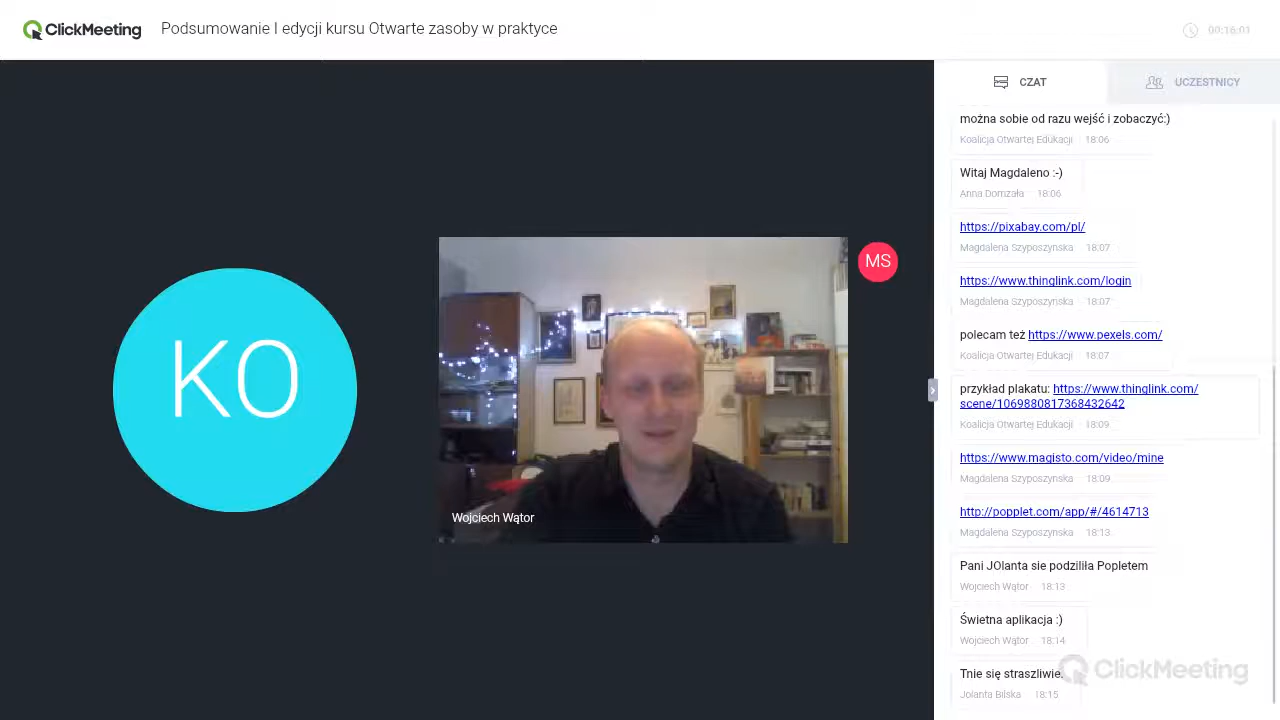 ClickMeeting
Podsumowanie I edycji kursu Otwarte zasoby w praktyce
00:16:01
CZAT
UCZESTNICY
można sobie od razu wejść i zobaczyć:)
Koalicja Otwartej Edukacji 18:06
Witaj Magdaleno :-)
Anna Domżała 18:06
https://pixabay.com/pl/
Magdalena Szyposzynska 18:07
https://www.thinglink.com/login
Magdalena Szyposzynska 18:07
polecam też https://www.pexels.com/
Koalicja Otwartej Edukacji 18:07
przykład plakatu: https://www.thinglink.com/
scene/1069880817368432642
Koalicja Otwartej Edukacji 18:09
https://www.magisto.com/video/mine
Magdalena Szyposzynska 18:09
http://popplet.com/app/#/4614713
Magdalena Szyposzynska 18:13
Pani JOlanta sie podziliła Popletem
Wojciech Wątor 18:13
Świetna aplikacja :)
Wojciech Wątor 18:14
Tnie się straszliwie.
Jolanta Bilska 18:15
KO
MS
Wojciech Wątor
ClickMeeting